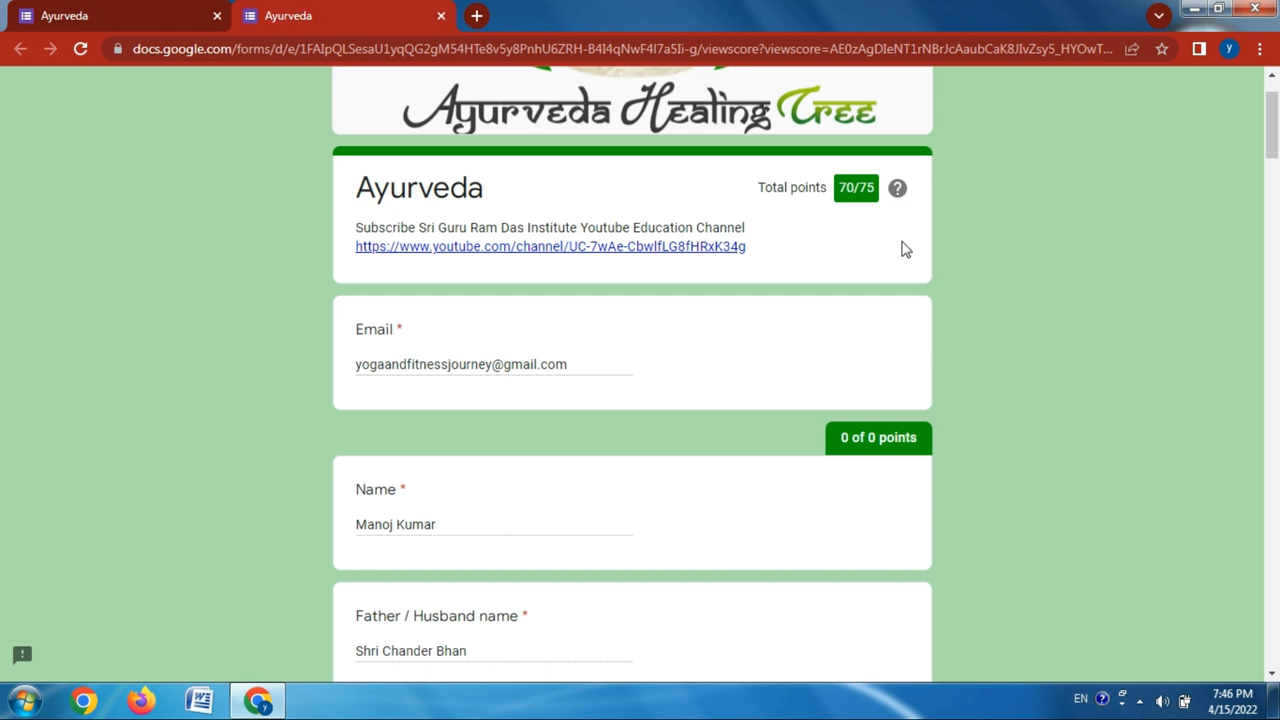 Ayurveda
Ayurveda
docs.google.com/forms/d/e/1FAIpQLSesaU1yqQG2gM54HTe8v5y8PnhU6ZRH-B4I4qNwF4l7a5Ii-g/viewscore?viewscore=AE0zAgDIeNT1rNBrJcAaubCaK8JIvZsy5_HYOwT...
y
Ayurveda Healing Tree
Ayurveda
Total points 70/75
Subscribe Sri Guru Ram Das Institute Youtube Education Channel
https://www.youtube.com/channel/UC-7wAe-CbwlfLG8fHRxK34g
Email *
yogaandfitnessjourney@gmail.com
0 of 0 points
Name *
Manoj Kumar
Father / Husband name *
Shri Chander Bhan
EN
7:46 PM
4/15/2022